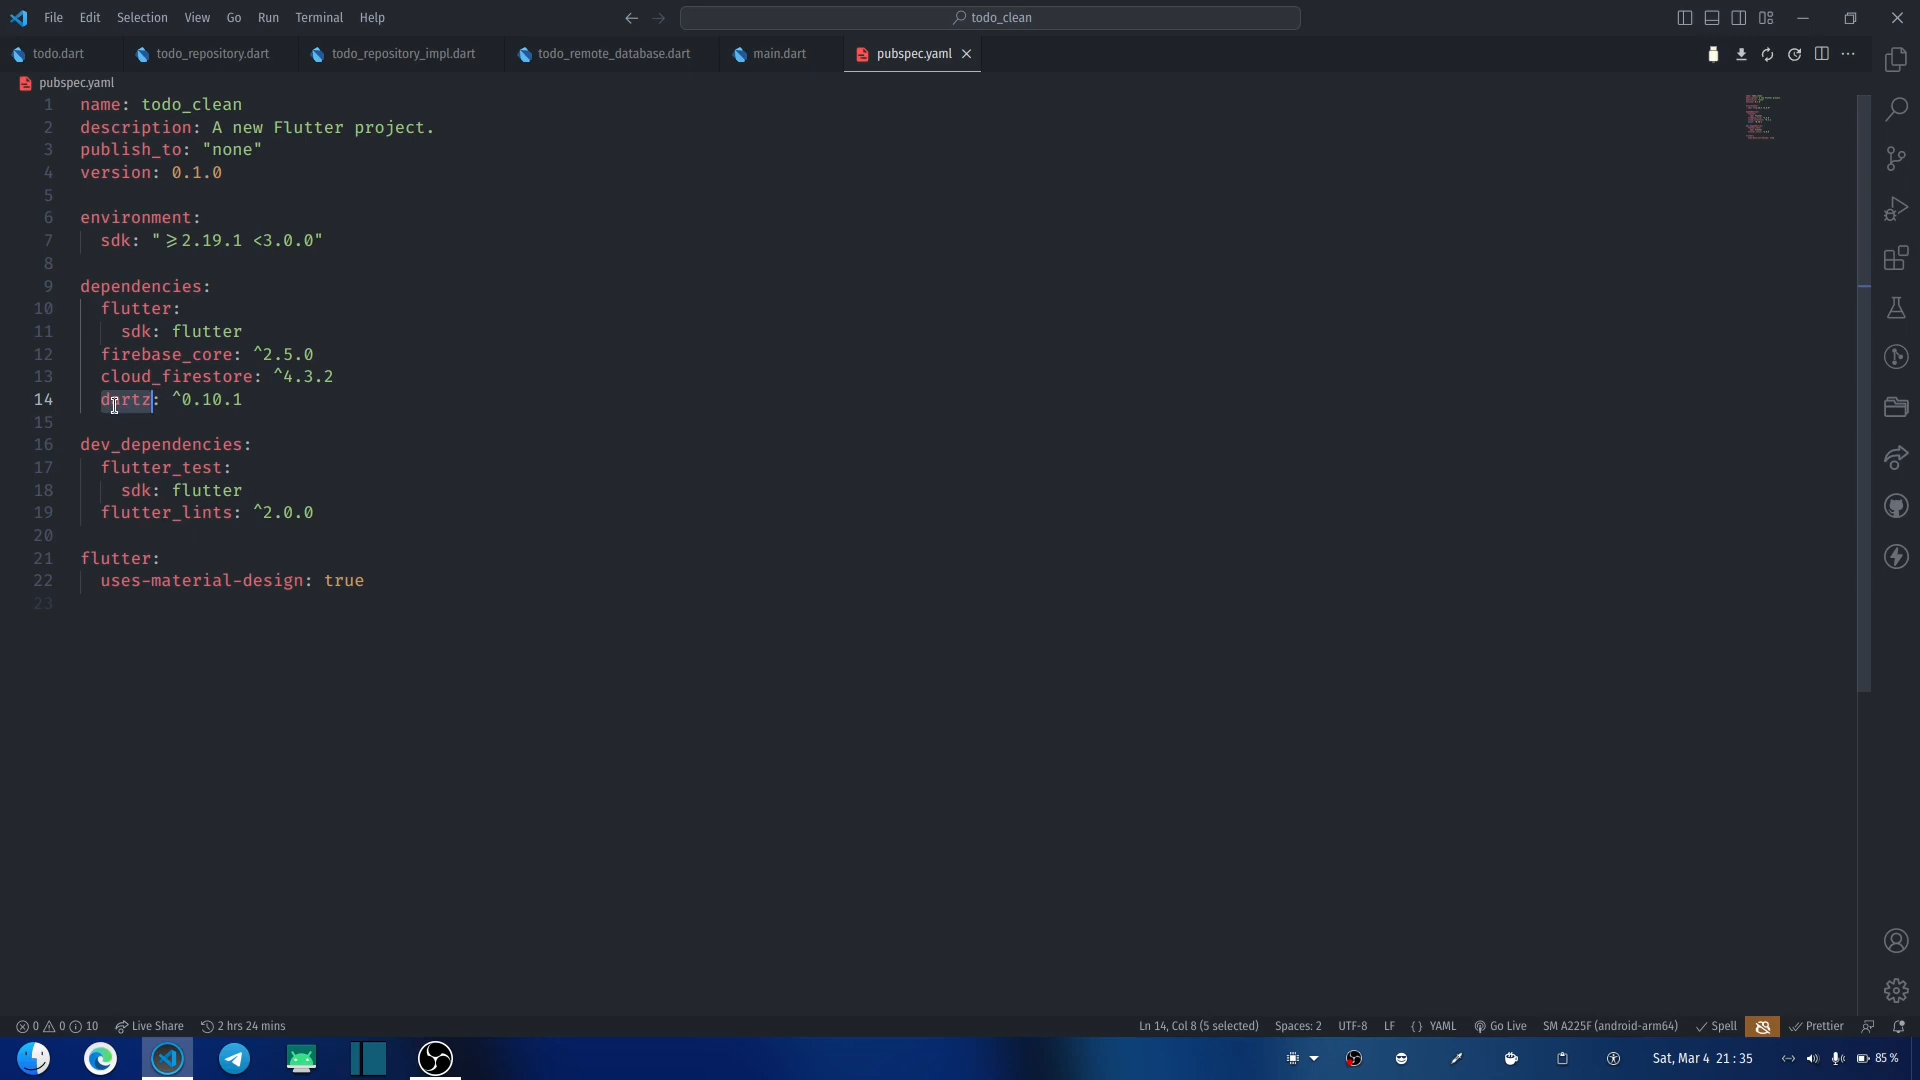 File Edit Selection View Go Run Terminal Help todo_clean
todo.dart todo_repository.dart todo_repository_impl.dart todo_remote_database.dart main.dart pubspec.yaml
pubspec.yaml
1 name: todo_clean
2 description: A new Flutter project.
3 publish_to: "none"
4 version: 0.1.0
5
6 environment:
7 sdk: ">=2.19.1 <3.0.0"
8
9 dependencies:
10 flutter:
11 sdk: flutter
12 firebase_core: ^2.5.0
13 cloud_firestore: ^4.3.2
14 dartz: ^0.10.1
15
16 dev_dependencies:
17 flutter_test:
18 sdk: flutter
19 flutter_lints: ^2.0.0
20
21 flutter:
22 uses-material-design: true
23
0 0 10 Live Share 2 hrs 24 mins Ln 14, Col 8 (5 selected) Spaces: 2 UTF-8 LF {} YAML Go Live SM A225F (android-arm64) Spell Prettier
Sat, Mar 4 21 : 35 85 %